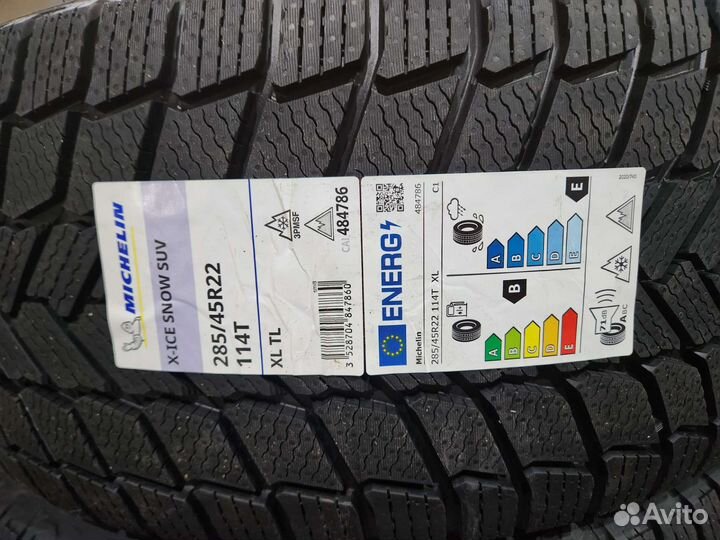 MICHELIN
X-ICE SNOW SUV
285/45R22
114T
XL TL
3PMSF
CAI 484786
3 528704 847860
ENERG
Michelin
285/45R22 114T XL
484786
C1
2020/740
A
B
C
D
E
E
A
B
C
D
E
B
71dB
ABC
Avito